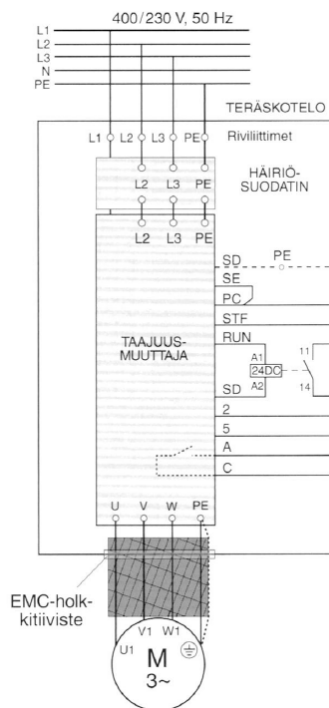 400/230 V, 50 Hz
L1
L2
L3
N
PE
TERÄSKOTELO
L1 L2 L3 PE Riviliittimet
HÄIRIÖ-
SUODATIN
L2 L3 PE
L2 L3 PE
SD PE
SE
PC
STF
TAAJUUS-
MUUTTAJA
RUN
A1 11
24DC
A2 14
SD
2
5
A
C
U V W PE
EMC-holk-
kitiiviste
V1 W1
U1
M
3~